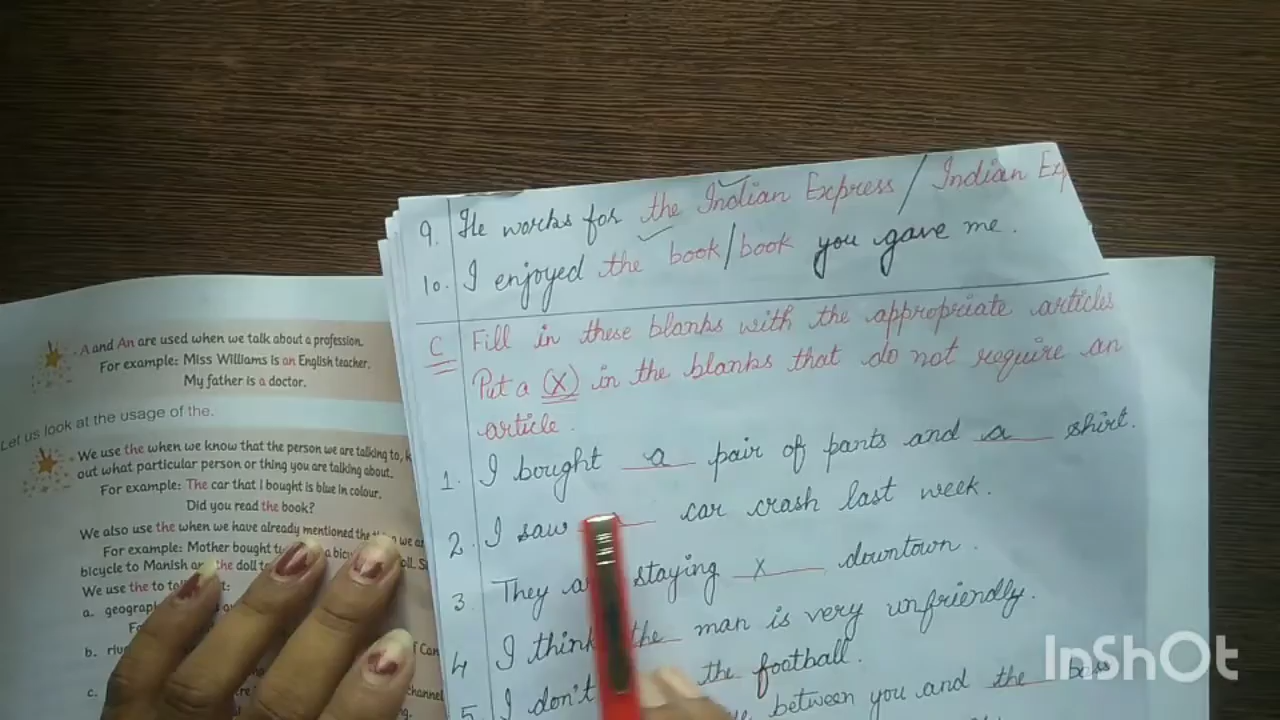 9. He works for the Indian Express / Indian Exp
10. I enjoyed the book/book you gave me.
C Fill in these blanks with the appropriate articles
Put a (X) in the blanks that do not require an
article.
1. I bought a pair of pants and a shirt.
2. I saw car crash last week.
3. They staying x downtown.
4 I think the man is very unfriendly.
5. I don't the football.
between you and the boss
A and An are used when we talk about a profession.
For example: Miss Williams is an English teacher.
My father is a doctor.
Let us look at the usage of the.
We use the when we know that the person we are talking to,
out what particular person or thing you are talking about.
For example: The car that I bought is blue in colour.
Did you read the book?
We also use the when we have already mentioned the
For example: Mother bought
bicycle to Manish the doll
We use the to
a.
b.
c.
InShOt